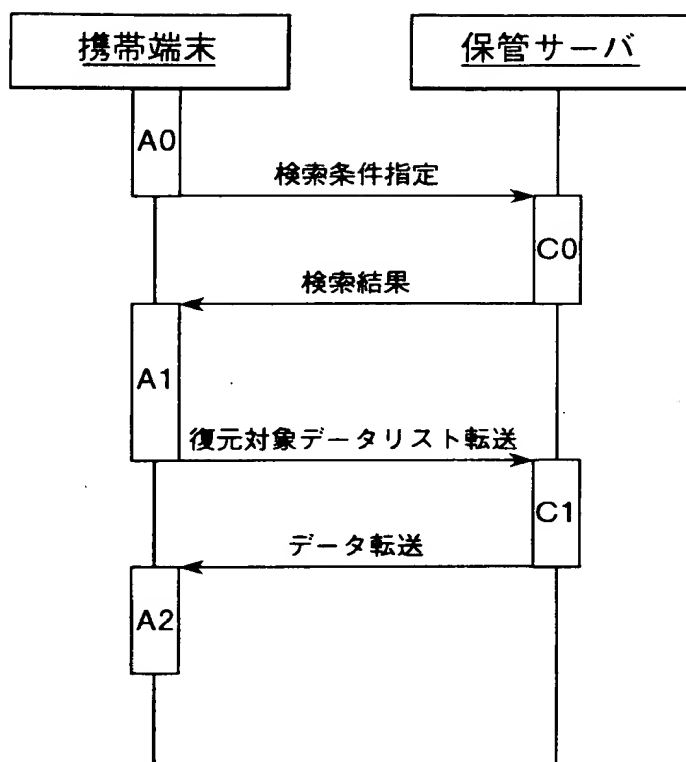 携帯端末
保管サーバ
A0
検索条件指定
C0
検索結果
A1
復元対象データリスト転送
C1
データ転送
A2